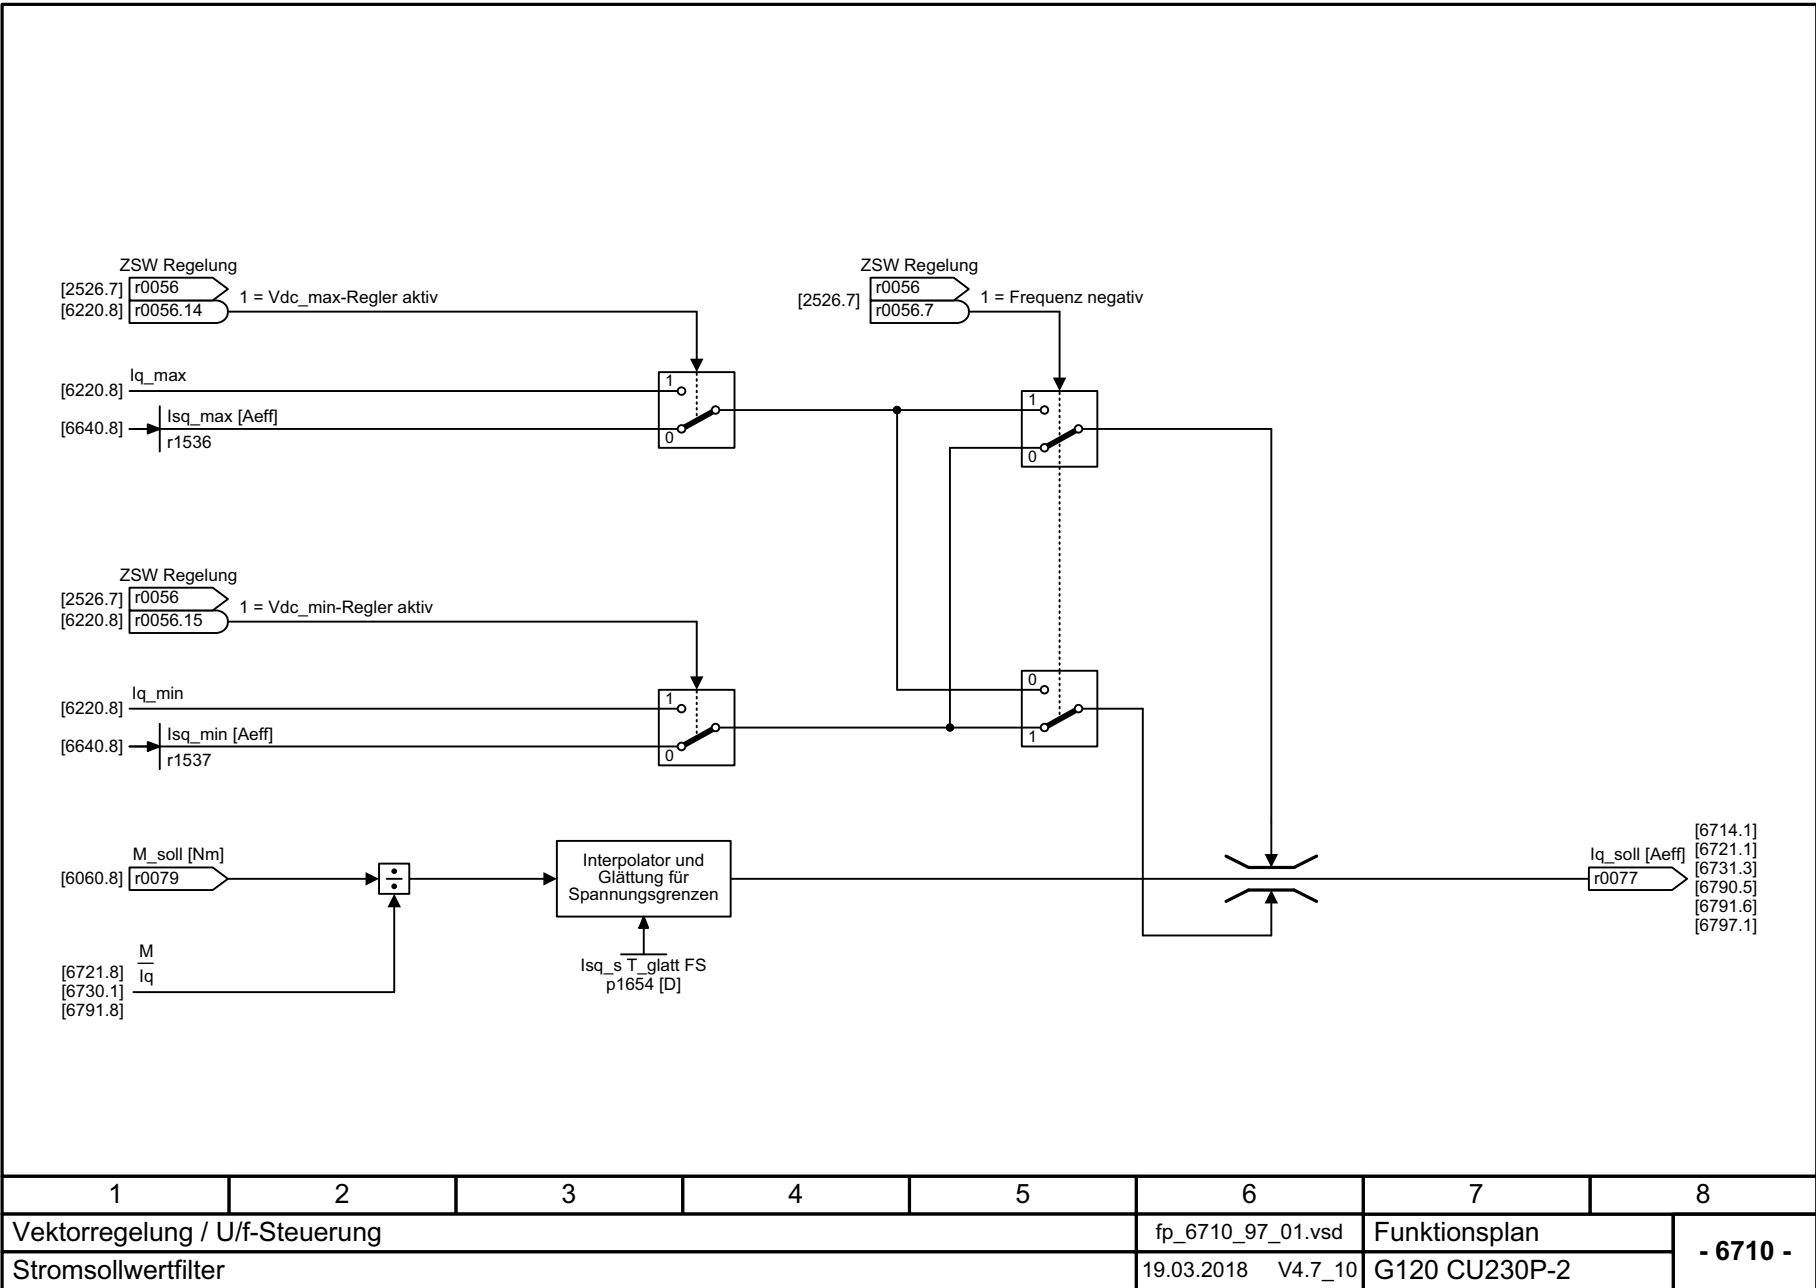 ZSW Regelung
[2526.7] r0056
[6220.8] r0056.14
1 = Vdc_max-Regler aktiv
ZSW Regelung
r0056
[2526.7]
r0056.7
1 = Frequenz negativ
Iq_max
[6220.8]
Isq_max [Aeff]
[6640.8]
r1536
1
0
1
0
ZSW Regelung
[2526.7] r0056
[6220.8] r0056.15
1 = Vdc_min-Regler aktiv
Iq_min
[6220.8]
Isq_min [Aeff]
[6640.8]
r1537
1
0
0
1
M_soll [Nm]
[6060.8] r0079
÷
Interpolator und
Glättung für
Spannungsgrenzen
Isq_s T_glatt FS
p1654 [D]
M
Iq
[6721.8]
[6730.1]
[6791.8]
Iq_soll [Aeff]
r0077
[6714.1]
[6721.1]
[6731.3]
[6790.5]
[6791.6]
[6797.1]
1 2 3 4 5 6 7 8
Vektorregelung / U/f-Steuerung
fp_6710_97_01.vsd
Funktionsplan
- 6710 -
Stromsollwertfilter
19.03.2018 V4.7_10
G120 CU230P-2